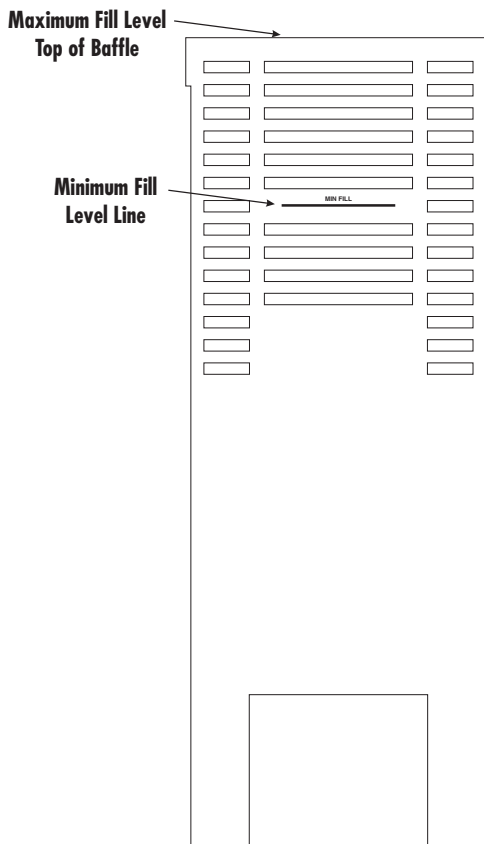 Maximum Fill Level
Top of Baffle
Minimum Fill
Level Line
MIN FILL